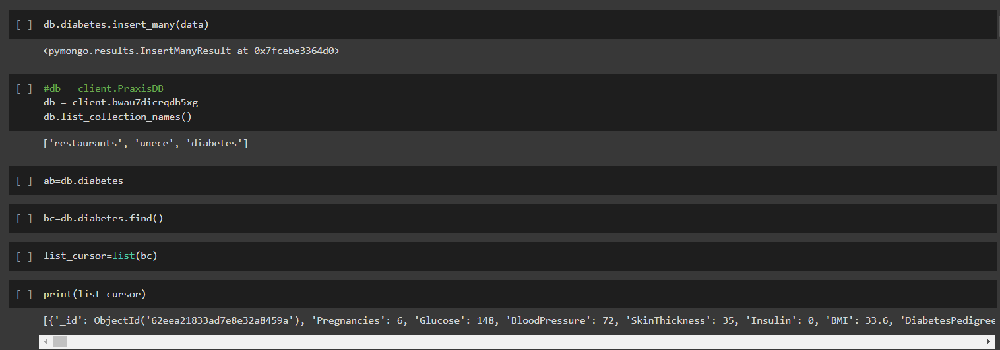 [ ] db.diabetes.insert_many(data)
<pymongo.results.InsertManyResult at 0x7fcebe3364d0>
[ ] #db = client.PraxisDB
db = client.bwau7dicrqdh5xg
db.list_collection_names()
['restaurants', 'unece', 'diabetes']
[ ] ab=db.diabetes
[ ] bc=db.diabetes.find()
[ ] list_cursor=list(bc)
[ ] print(list_cursor)
[{'_id': ObjectId('62eea21833ad7e8e32a8459a'), 'Pregnancies': 6, 'Glucose': 148, 'BloodPressure': 72, 'SkinThickness': 35, 'Insulin': 0, 'BMI': 33.6, 'DiabetesPedigree